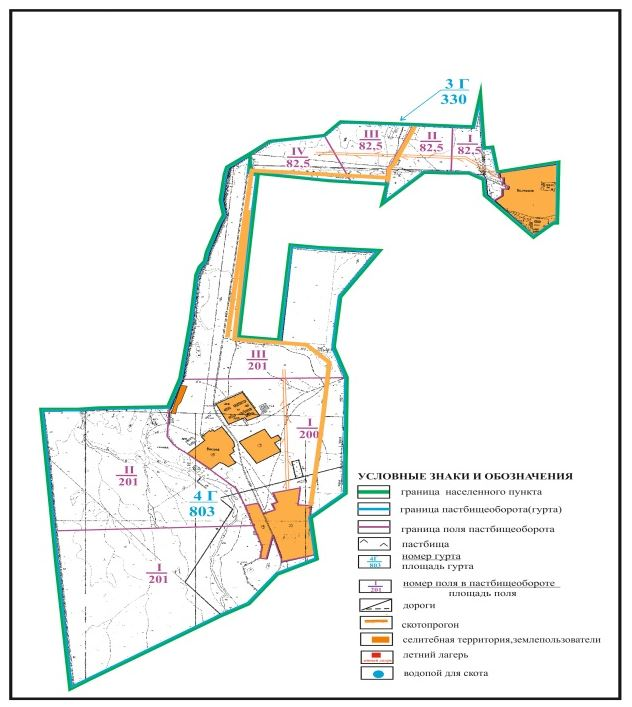 3 Г
330
III
82,5
II
82,5
I
82,5
IV
82,5
III
201
I
200
II
201
4 Г
803
I
201
УСЛОВНЫЕ ЗНАКИ И ОБОЗНАЧЕНИЯ
граница населенного пункта
граница пастбищеоборота(гурта)
граница поля пастбищеоборота
пастбища
4Г
803
номер гурта
площадь гурта
I
201
номер поля в пастбищеобороте
площадь поля
дороги
скотопрогон
селитебная территория,землепользователи
летний лагерь
водопой для скота